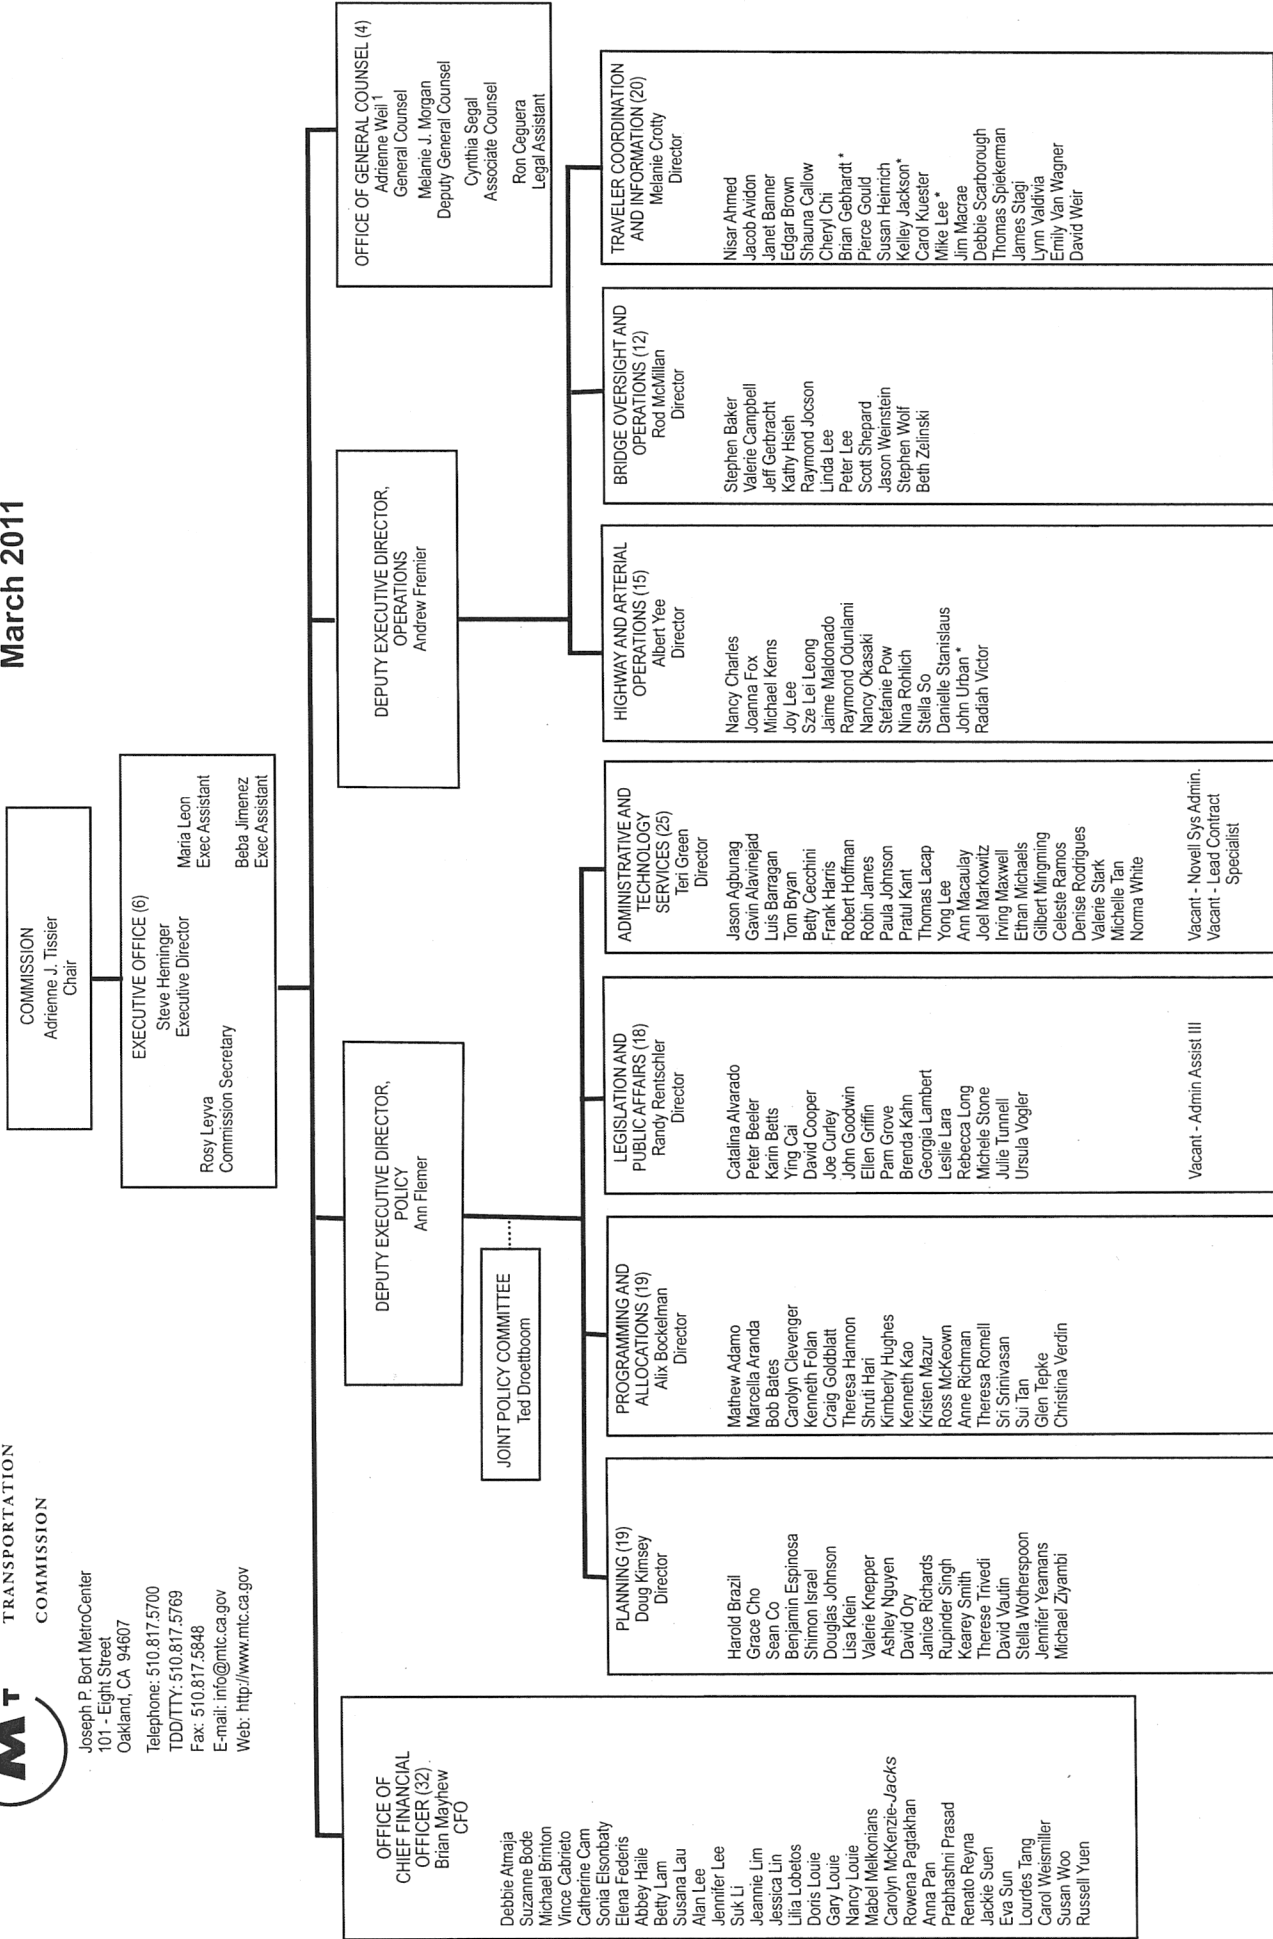 M T
TRANSPORTATION
COMMISSION
Joseph P. Bort MetroCenter
101 - Eight Street
Oakland, CA 94607
Telephone: 510.817.5700
TDD/TTY: 510.817.5769
Fax: 510.817.5848
E-mail: info@mtc.ca.gov
Web: http://www.mtc.ca.gov
March 2011
COMMISSION
Adrienne J. Tissier
Chair
EXECUTIVE OFFICE (6)
Steve Heminger
Executive Director
Rosy Leyva
Commission Secretary
Maria Leon
Exec Assistant
Beba Jimenez
Exec Assistant
OFFICE OF
CHIEF FINANCIAL
OFFICER (32)
Brian Mayhew
CFO
Debbie Atmaja
Suzanne Bode
Michael Brinton
Vince Cabrieto
Catherine Cam
Sonia Elsonbaty
Elena Federis
Abbey Haile
Betty Lam
Susana Lau
Alan Lee
Jennifer Lee
Suk Li
Jeannie Lim
Jessica Lin
Lilia Lobetos
Doris Louie
Gary Louie
Nancy Louie
Mabel Melkonians
Carolyn McKenzie-Jacks
Rowena Pagtakhan
Anna Pan
Prabhashni Prasad
Renato Reyna
Jackie Suen
Eva Sun
Lourdes Tang
Carol Weismiller
Susan Woo
Russell Yuen
DEPUTY EXECUTIVE DIRECTOR,
POLICY
Ann Flemer
JOINT POLICY COMMITTEE
Ted Droettboom
PLANNING (19)
Doug Kimsey
Director
Harold Brazil
Grace Cho
Sean Co
Benjamin Espinosa
Shimon Israel
Douglas Johnson
Lisa Klein
Valerie Knepper
Ashley Nguyen
David Ory
Janice Richards
Rupinder Singh
Kearey Smith
Therese Trivedi
David Vautin
Stella Wotherspoon
Jennifer Yeamans
Michael Ziyambi
PROGRAMMING AND
ALLOCATIONS (19)
Alix Bockelman
Director
Mathew Adamo
Marcella Aranda
Bob Bates
Carolyn Clevenger
Kenneth Folan
Craig Goldblatt
Theresa Hannon
Shruti Hari
Kimberly Hughes
Kenneth Kao
Kristen Mazur
Ross McKeown
Anne Richman
Theresa Romell
Sri Srinivasan
Sui Tan
Glen Tepke
Christina Verdin
LEGISLATION AND
PUBLIC AFFAIRS (18)
Randy Rentschler
Director
Catalina Alvarado
Peter Beeler
Karin Betts
Ying Cai
David Cooper
Joe Curley
John Goodwin
Ellen Griffin
Pam Grove
Brenda Kahn
Georgia Lambert
Leslie Lara
Rebecca Long
Michele Stone
Julie Tunnell
Ursula Vogler
Vacant - Admin Assist III
ADMINISTRATIVE AND
TECHNOLOGY
SERVICES (25)
Teri Green
Director
Jason Agbunag
Gavin Alavinejad
Luis Barragan
Tom Bryan
Betty Cecchini
Frank Harris
Robert Hoffman
Robin James
Paula Johnson
Pratul Kant
Thomas Lacap
Yong Lee
Ann Macaulay
Joel Markowitz
Irving Maxwell
Ethan Michaels
Gilbert Mingming
Celeste Ramos
Denise Rodrigues
Valerie Stark
Michelle Tan
Norma White
Vacant - Novell Sys Admin.
Vacant - Lead Contract
Specialist
DEPUTY EXECUTIVE DIRECTOR,
OPERATIONS
Andrew Fremier
HIGHWAY AND ARTERIAL
OPERATIONS (15)
Albert Yee
Director
Nancy Charles
Joanna Fox
Michael Kerns
Joy Lee
Sze Lei Leong
Jaime Maldonado
Raymond Odunlami
Nancy Okasaki
Stefanie Pow
Nina Rohlich
Stella So
Danielle Stanislaus
John Urban *
Radiah Victor
BRIDGE OVERSIGHT AND
OPERATIONS (12)
Rod McMillan
Director
Stephen Baker
Valerie Campbell
Jeff Gerbracht
Kathy Hsieh
Raymond Jocson
Linda Lee
Peter Lee
Scott Shepard
Jason Weinstein
Stephen Wolf
Beth Zelinski
TRAVELER COORDINATION
AND INFORMATION (20)
Melanie Crotty
Director
Nisar Ahmed
Jacob Avidon
Janet Banner
Edgar Brown
Shauna Callow
Cheryl Chi
Brian Gebhardt *
Pierce Gould
Susan Heinrich
Kelley Jackson*
Carol Kuester
Mike Lee *
Jim Macrae
Debbie Scarborough
Thomas Spiekerman
James Stagi
Lynn Valdivia
Emily Van Wagner
David Weir
OFFICE OF GENERAL COUNSEL (4)
Adrienne Weil 1
General Counsel
Melanie J. Morgan
Deputy General Counsel
Cynthia Segal
Associate Counsel
Ron Ceguera
Legal Assistant